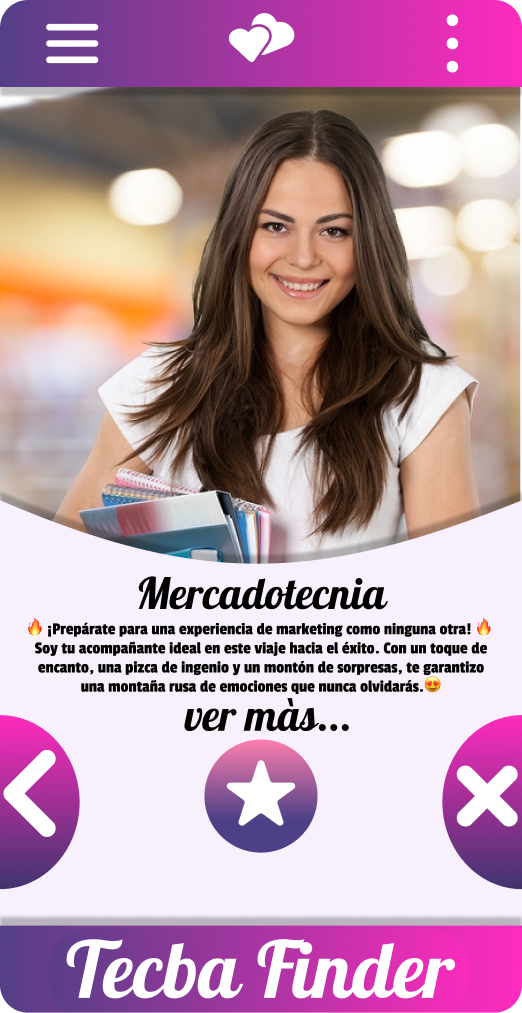 Mercadotecnia
🔥 ¡Prepárate para una experiencia de marketing como ninguna otra! 🔥
Soy tu acompañante ideal en este viaje hacia el éxito. Con un toque de
encanto, una pizca de ingenio y un montón de sorpresas, te garantizo
una montaña rusa de emociones que nunca olvidarás.😍
ver màs...
Tecba Finder